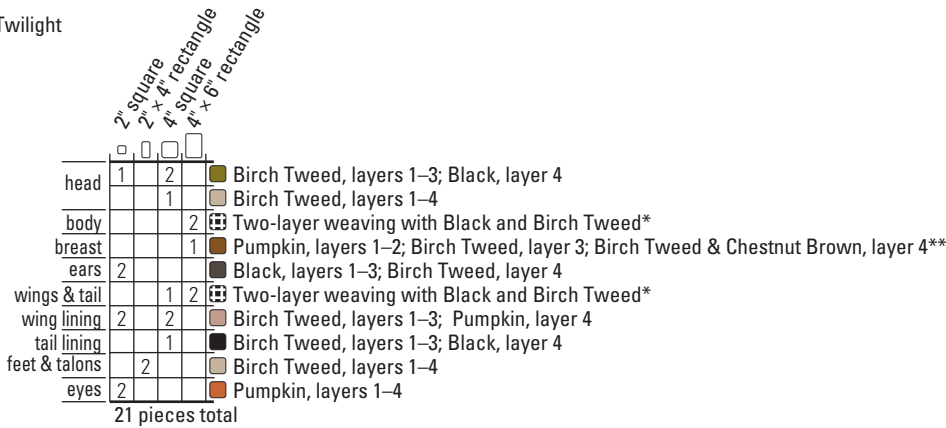 Twilight
2" square
2" × 4" rectangle
4" square
4" × 6" rectangle
head 1 2 Birch Tweed, layers 1–3; Black, layer 4
1 Birch Tweed, layers 1–4
body 2 Two-layer weaving with Black and Birch Tweed*
breast 1 Pumpkin, layers 1–2; Birch Tweed, layer 3; Birch Tweed & Chestnut Brown, layer 4**
ears 2 Black, layers 1–3; Birch Tweed, layer 4
wings & tail 1 2 Two-layer weaving with Black and Birch Tweed*
wing lining 2 2 Birch Tweed, layers 1–3; Pumpkin, layer 4
tail lining 1 Birch Tweed, layers 1–3; Black, layer 4
feet & talons 2 Birch Tweed, layers 1–4
eyes 2 Pumpkin, layers 1–4
21 pieces total